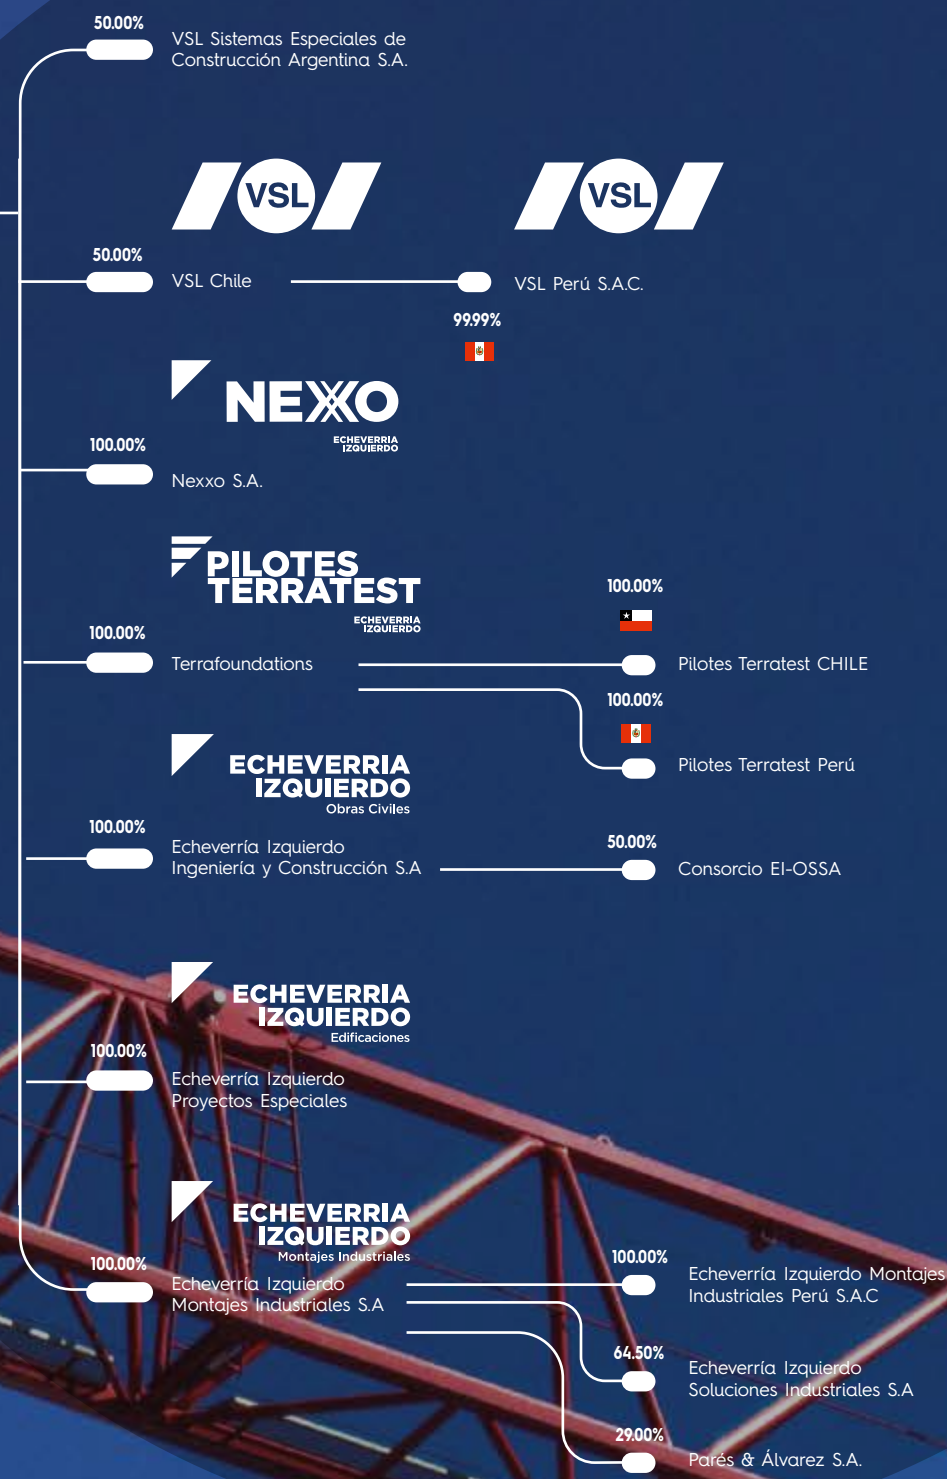 50.00%
VSL Sistemas Especiales de
Construcción Argentina S.A.
VSL
VSL
50.00%
VSL Chile
VSL Perú S.A.C.
99.99%
NEXXO
ECHEVERRIA
IZQUIERDO
100.00%
Nexxo S.A.
PILOTES
TERRATEST
ECHEVERRIA
IZQUIERDO
100.00%
Terrafoundations
100.00%
Pilotes Terratest CHILE
100.00%
Pilotes Terratest Perú
ECHEVERRIA
IZQUIERDO
Obras Civiles
100.00%
Echeverría Izquierdo
Ingeniería y Construcción S.A
50.00%
Consorcio EI-OSSA
ECHEVERRIA
IZQUIERDO
Edificaciones
100.00%
Echeverría Izquierdo
Proyectos Especiales
ECHEVERRIA
IZQUIERDO
Montajes Industriales
100.00%
Echeverría Izquierdo
Montajes Industriales S.A
100.00%
Echeverría Izquierdo Montajes
Industriales Perú S.A.C
64.50%
Echeverría Izquierdo
Soluciones Industriales S.A
29.00%
Parés & Álvarez S.A.